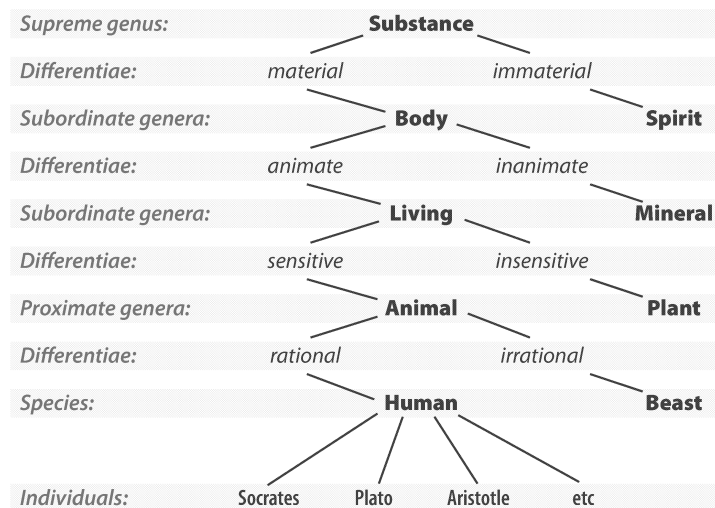 Supreme genus: Substance
Differentiae: material immaterial
Subordinate genera: Body Spirit
Differentiae: animate inanimate
Subordinate genera: Living Mineral
Differentiae: sensitive insensitive
Proximate genera: Animal Plant
Differentiae: rational irrational
Species: Human Beast
Individuals: Socrates Plato Aristotle etc